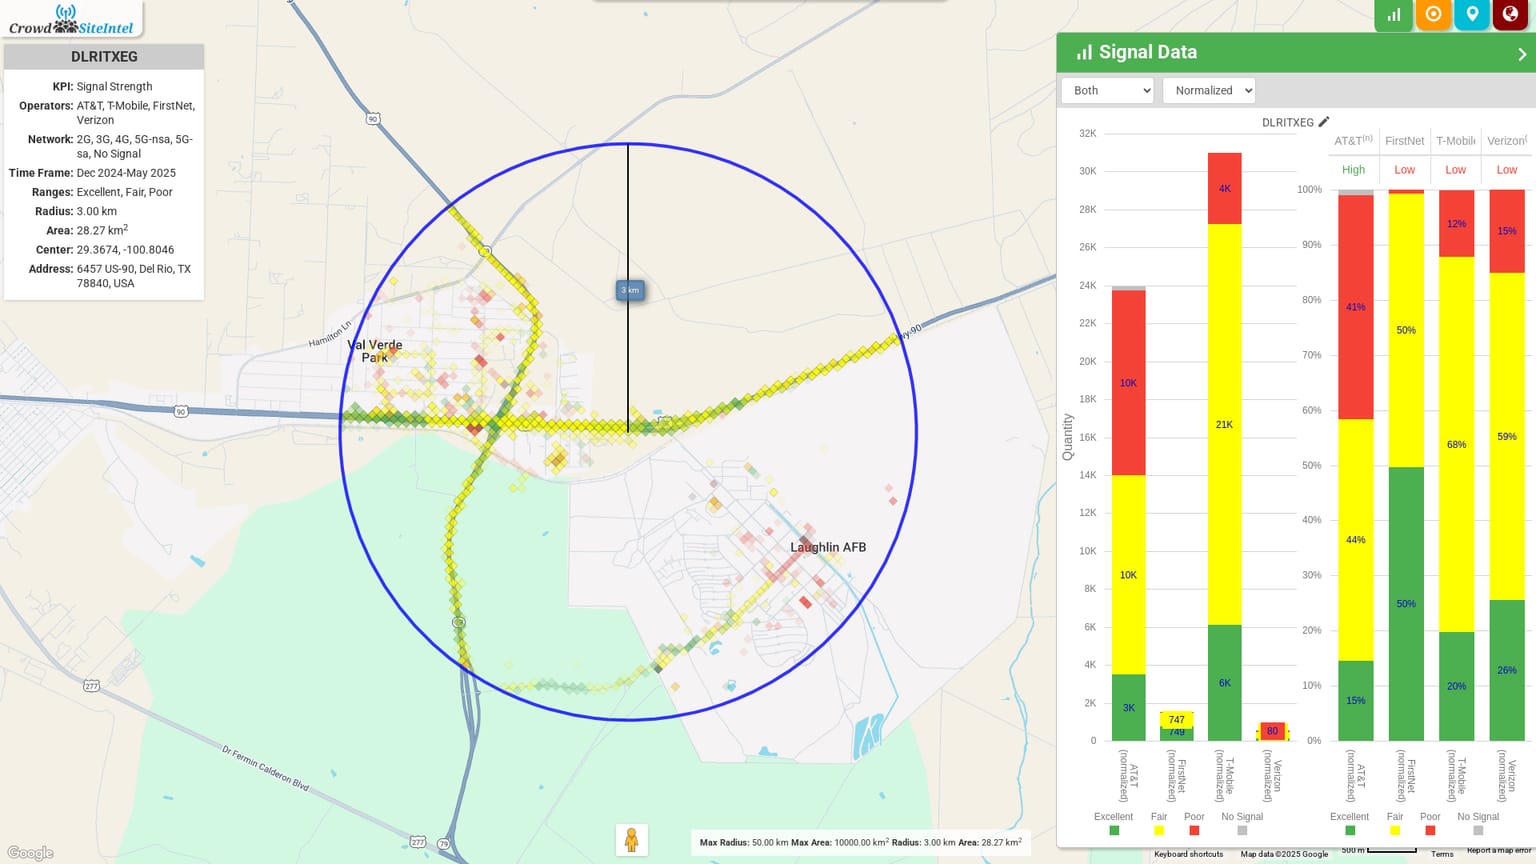 Crowd SiteIntel
DLRITXEG
KPI: Signal Strength
Operators: AT&T, T-Mobile, FirstNet,
Verizon
Network: 2G, 3G, 4G, 5G-nsa, 5G-
sa, No Signal
Time Frame: Dec 2024-May 2025
Ranges: Excellent, Fair, Poor
Radius: 3.00 km
Area: 28.27 km²
Center: 29.3674, -100.8046
Address: 6457 US-90, Del Rio, TX
78840, USA
90
Hamilton Ln
Val Verde
Park
3 km
wy-90
90
Laughlin AFB
277
Dr Fermin Calderon Blvd
277
79
Google
Max Radius: 50.00 km Max Area: 10000.00 km² Radius: 3.00 km Area: 28.27 km²
Signal Data
Both
Normalized
DLRITXEG
32K
30K
28K
26K
24K
22K
20K
18K
16K
14K
12K
10K
8K
6K
4K
2K
0
Quantity
10K
10K
3K
747
749
4K
21K
6K
80
AT&T
(normalized)
FirstNet
(normalized)
T-Mobile
(normalized)
Verizon
(normalized)
Excellent Fair Poor No Signal
AT&T(n) FirstNet T-Mobile Verizon(
High Low Low Low
100%
90%
80%
70%
60%
50%
40%
30%
20%
10%
0%
41%
44%
15%
50%
50%
12%
68%
20%
15%
59%
26%
AT&T
(normalized)
FirstNet
(normalized)
T-Mobile
(normalized)
Verizon
(normalized)
Excellent Fair Poor No Signal
Keyboard shortcuts Map data ©2025 Google 500 m Terms Report a map error